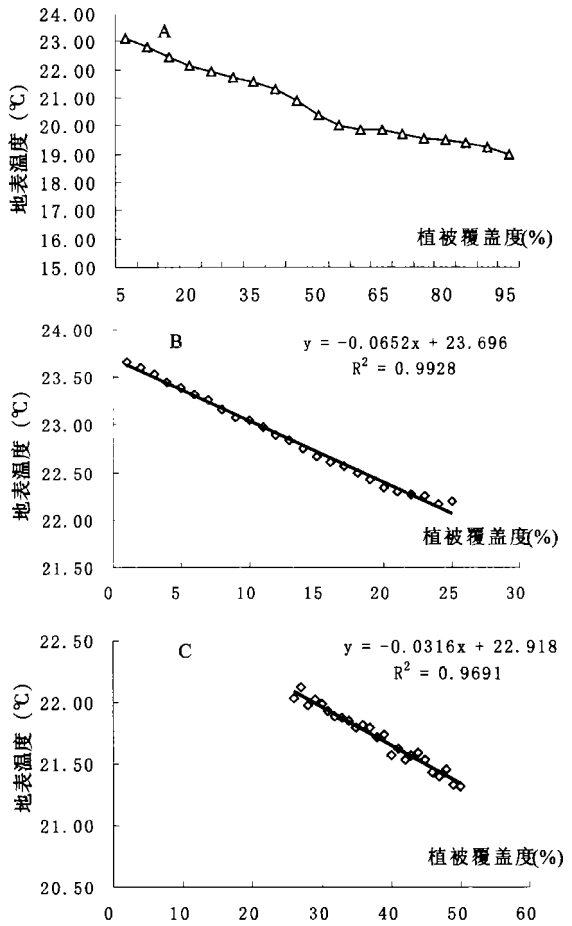 24.00
A
23.00
22.00
21.00
20.00
19.00
18.00
17.00
16.00
15.00
地表温度 (℃)
植被覆盖度(%)
5 20 35 50 65 80 95
24.00
B
y = -0.0652x + 23.696
R² = 0.9928
23.50
23.00
22.50
22.00
21.50
地表温度 (℃)
植被覆盖度(%)
0 5 10 15 20 25 30
22.50
C
y = -0.0316x + 22.918
R² = 0.9691
22.00
21.50
21.00
20.50
地表温度 (℃)
植被覆盖度(%)
0 10 20 30 40 50 60